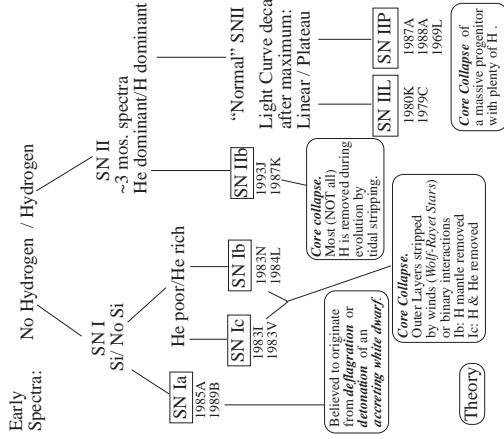 Early
Spectra:
No Hydrogen / Hydrogen
SN I
Si/ No Si
SN II
~3 mos. spectra
He dominant/H dominant
He poor/He rich
"Normal" SNII
Light Curve deca
after maximum:
Linear / Plateau
SN Ia
1985A
1989B
SN Ic
1983I
1983V
SN Ib
1983N
1984L
SN IIb
1993J
1987K
SN IIL
1980K
1979C
SN IIP
1987A
1988A
1969L
Believed to originate
from deflagration or
detonation of an
accreting white dwarf.
Core Collapse.
Outer Layers stripped
by winds (Wolf-Rayet Stars)
or binary interactions
Ib: H mantle removed
Ic: H & He removed
Core collapse.
Most (NOT all)
H is removed during
evolution by
tidal stripping.
Core Collapse of
a massive progenitor
with plenty of H .
Theory